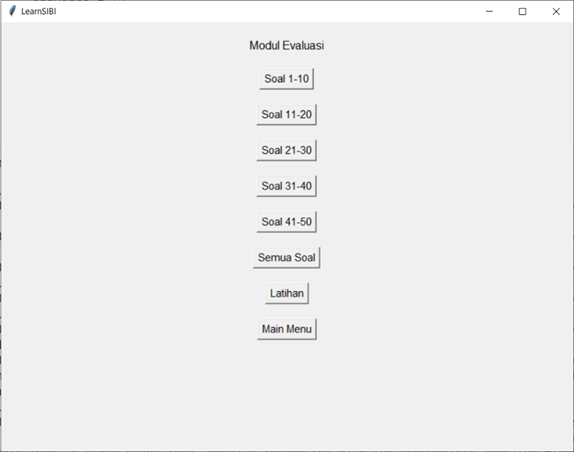 LearnSIBI
Modul Evaluasi
Soal 1-10
Soal 11-20
Soal 21-30
Soal 31-40
Soal 41-50
Semua Soal
Latihan
Main Menu